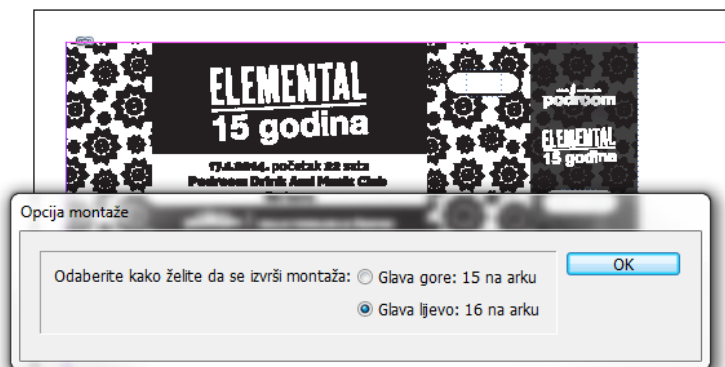 ELEMENTAL
15 godina
17.4.2014. početak 22 sata
Podroom Drink And Music Club
podroom
ELEMENTAL
15 godina
Opcija montaže
Odaberite kako želite da se izvrši montaža:
Glava gore: 15 na arku
Glava lijevo: 16 na arku
OK